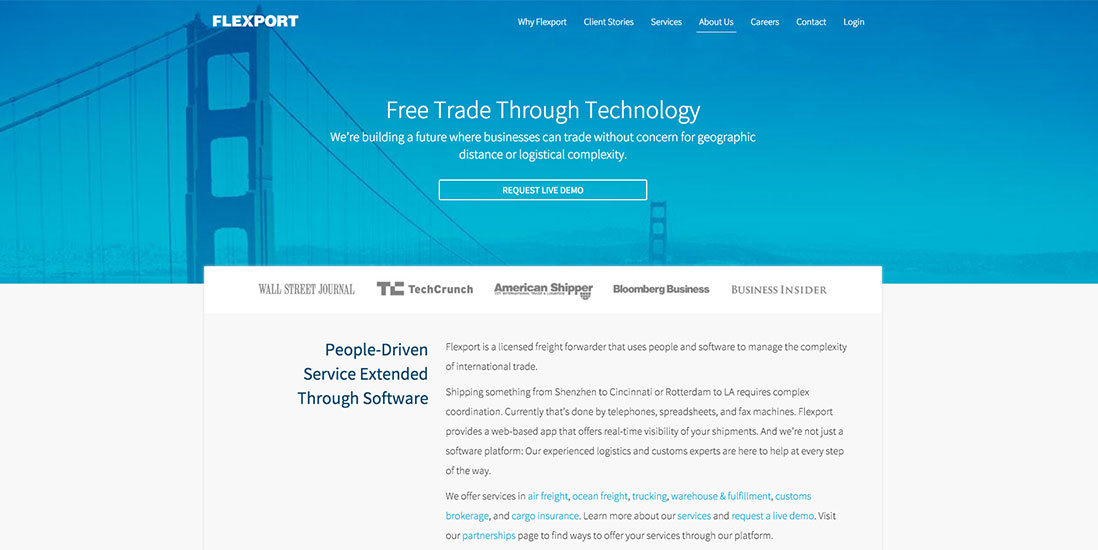 FLEXPORT
Why Flexport Client Stories Services About Us Careers Contact Login
Free Trade Through Technology
We're building a future where businesses can trade without concern for geographic
distance or logistical complexity.
REQUEST LIVE DEMO
WALL STREET JOURNAL TC TechCrunch American Shipper Bloomberg Business BUSINESS INSIDER
People-Driven
Service Extended
Through Software
Flexport is a licensed freight forwarder that uses people and software to manage the complexity
of international trade.
Shipping something from Shenzhen to Cincinnati or Rotterdam to LA requires complex
coordination. Currently that's done by telephones, spreadsheets, and fax machines. Flexport
provides a web-based app that offers real-time visibility of your shipments. And we're not just a
software platform: Our experienced logistics and customs experts are here to help at every step
of the way.
We offer services in air freight, ocean freight, trucking, warehouse & fulfillment, customs
brokerage, and cargo insurance. Learn more about our services and request a live demo. Visit
our partnerships page to find ways to offer your services through our platform.